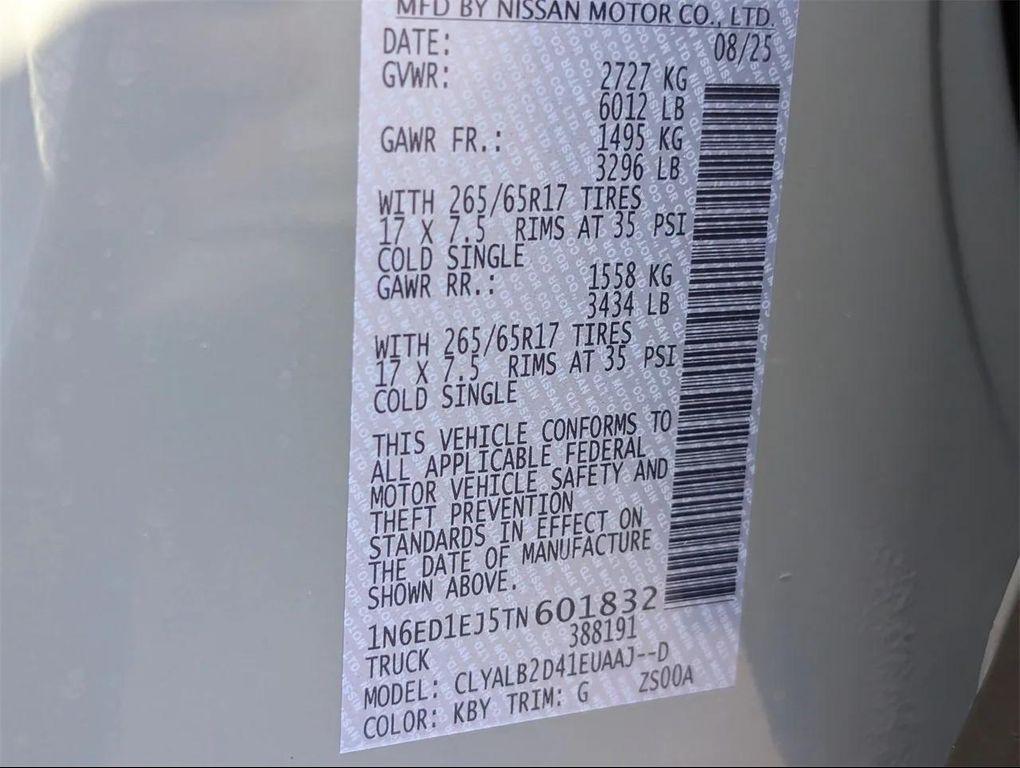 MFD BY NISSAN MOTOR CO., LTD.
DATE: 08/25
GVWR: 2727 KG
6012 LB
GAWR FR.: 1495 KG
3296 LB
WITH 265/65R17 TIRES
17 X 7.5 RIMS AT 35 PSI
COLD SINGLE
GAWR RR.: 1558 KG
3434 LB
WITH 265/65R17 TIRES
17 X 7.5 RIMS AT 35 PSI
COLD SINGLE
THIS VEHICLE CONFORMS TO
ALL APPLICABLE FEDERAL
MOTOR VEHICLE SAFETY AND
THEFT PREVENTION
STANDARDS IN EFFECT ON
THE DATE OF MANUFACTURE
SHOWN ABOVE.
1N6ED1EJ5TN601832
388191
TRUCK
MODEL: CLYALB2D41EUAAJ--D
ZS00A
COLOR: KBY TRIM: G